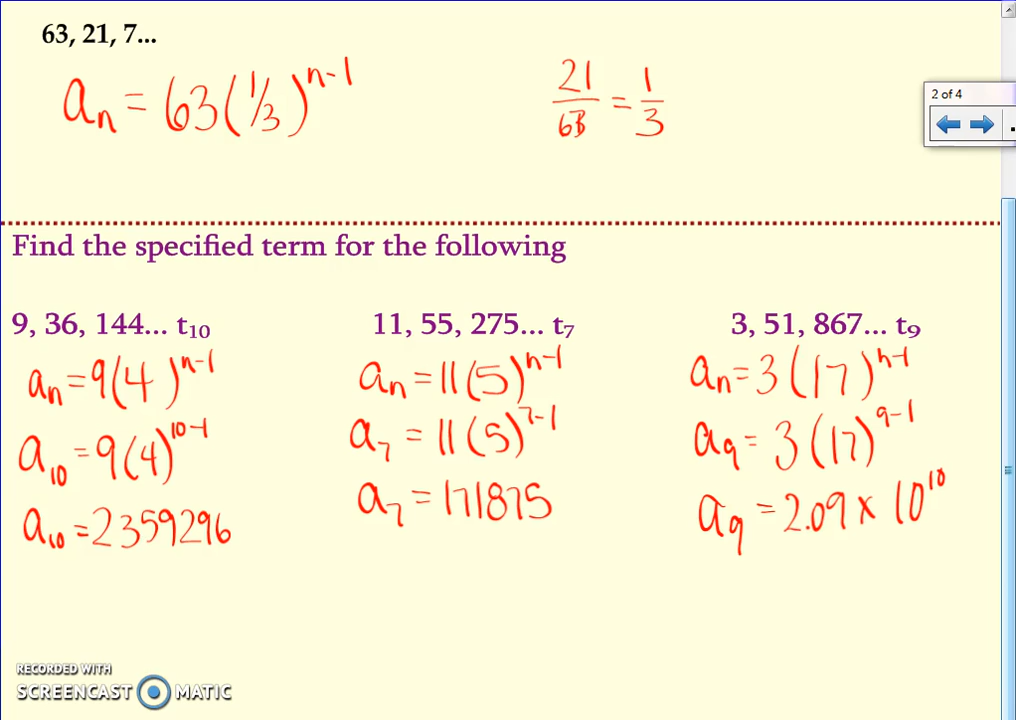 63, 21, 7...
aₙ = 63(1/3)ⁿ⁻¹
21/63 = 1/3
2 of 4
Find the specified term for the following
9, 36, 144... t₁₀
aₙ = 9(4)ⁿ⁻¹
a₁₀ = 9(4)¹⁰⁻¹
a₁₀ = 2359296
11, 55, 275... t₇
aₙ = 11(5)ⁿ⁻¹
a₇ = 11(5)⁷⁻¹
a₇ = 171875
3, 51, 867... t₉
aₙ = 3(17)ⁿ⁻¹
a₉ = 3(17)⁹⁻¹
a₉ = 2.09 x 10¹⁰
RECORDED WITH
SCREENCAST MATIC